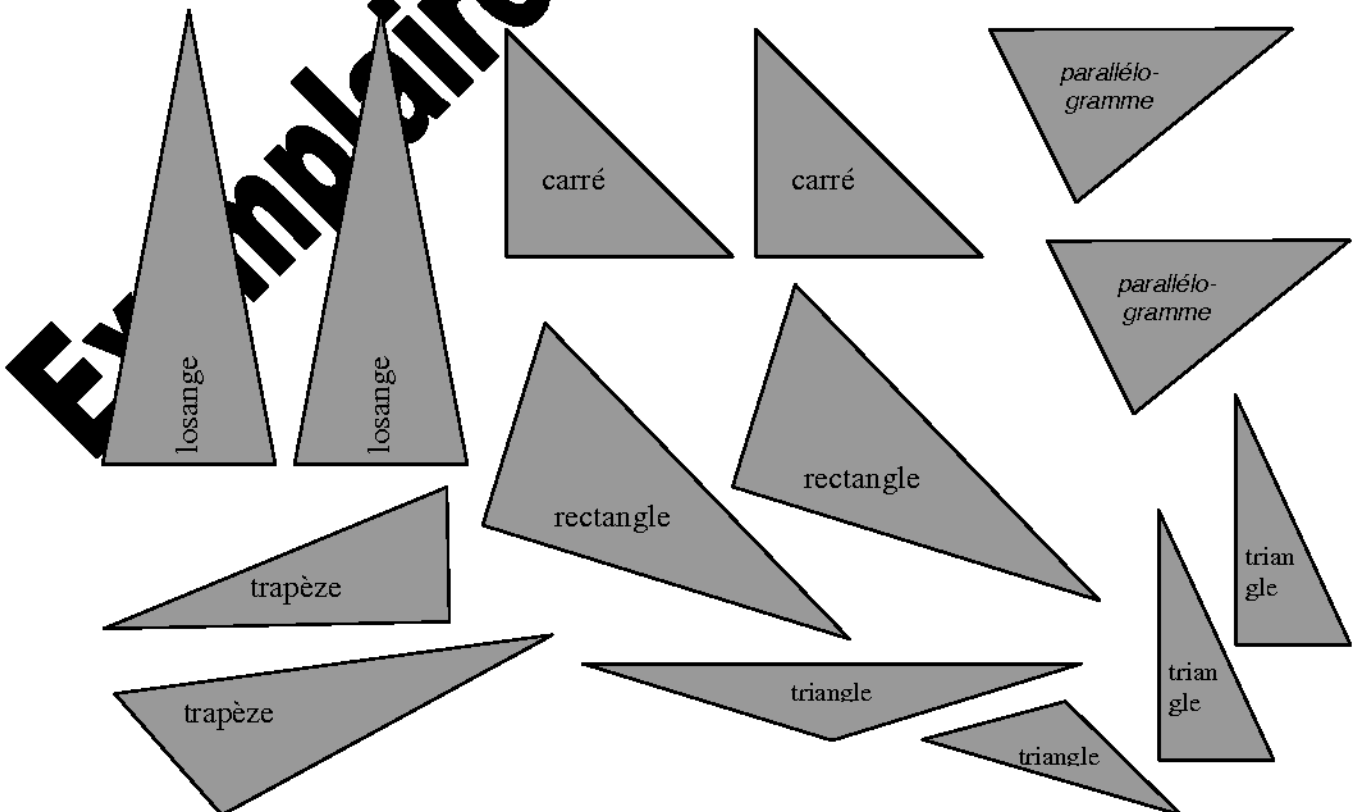 Exemplaire
losange
losange
carré
carré
parallélo-
gramme
parallélo-
gramme
rectangle
rectangle
trapèze
trapèze
triangle
triangle
trian
gle
trian
gle